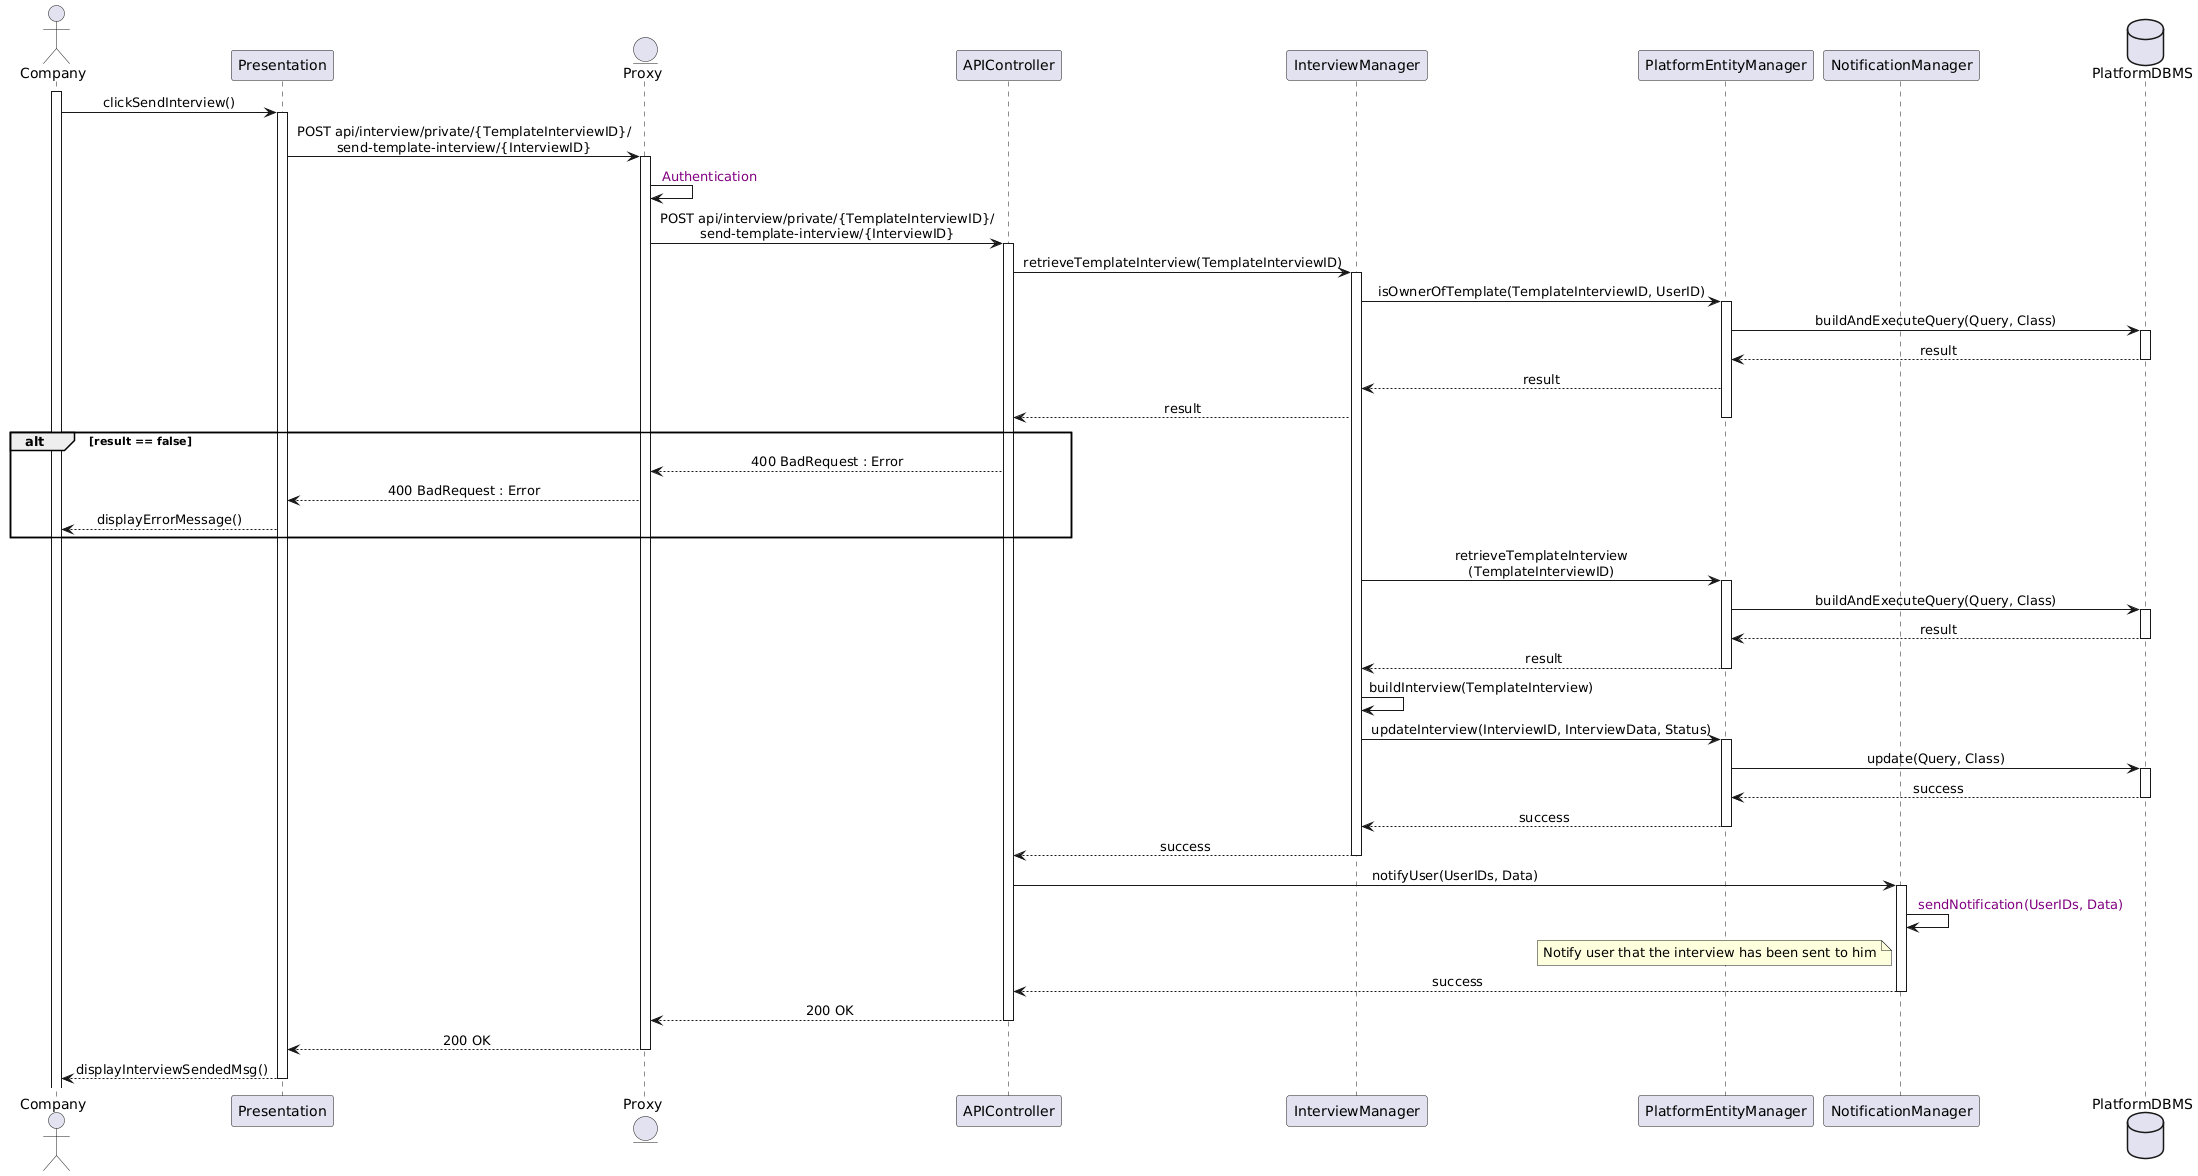 Company
Presentation
Proxy
APIController
InterviewManager
PlatformEntityManager
NotificationManager
PlatformDBMS
clickSendInterview()
POST api/interview/private/{TemplateInterviewID}/
send-template-interview/{InterviewID}
Authentication
POST api/interview/private/{TemplateInterviewID}/
send-template-interview/{InterviewID}
retrieveTemplateInterview(TemplateInterviewID)
isOwnerOfTemplate(TemplateInterviewID, UserID)
buildAndExecuteQuery(Query, Class)
result
result
result
alt
[result == false]
400 BadRequest : Error
400 BadRequest : Error
displayErrorMessage()
retrieveTemplateInterview
(TemplateInterviewID)
buildAndExecuteQuery(Query, Class)
result
result
buildInterview(TemplateInterview)
updateInterview(InterviewID, InterviewData, Status)
update(Query, Class)
success
success
success
notifyUser(UserIDs, Data)
sendNotification(UserIDs, Data)
Notify user that the interview has been sent to him
success
200 OK
200 OK
displayInterviewSendedMsg()
Company
Presentation
Proxy
APIController
InterviewManager
PlatformEntityManager
NotificationManager
PlatformDBMS